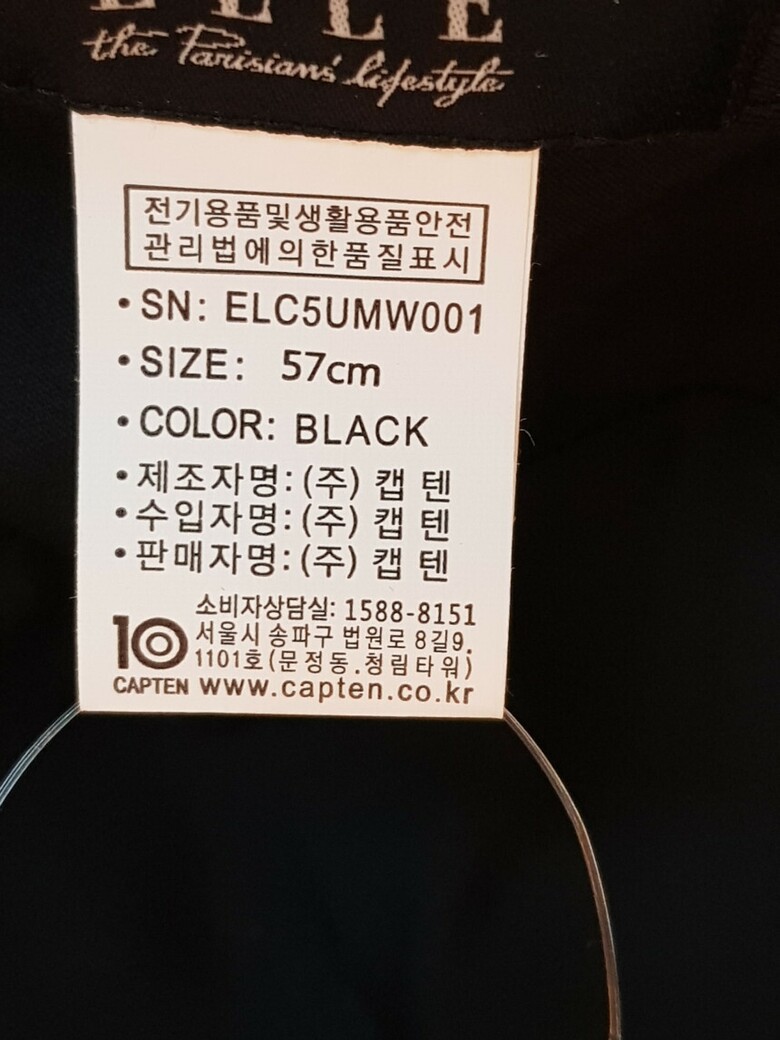 ELLE
the Parisians' lifestyle
전기용품및생활용품안전
관리법에의한품질표시
•SN: ELC5UMW001
•SIZE: 57cm
•COLOR: BLACK
•제조자명:(주) 캡텐
•수입자명:(주) 캡텐
•판매자명:(주) 캡텐
소비자상담실: 1588-8151
서울시 송파구 법원로 8길9.
1101호(문정동.청림타워)
10
CAPTEN www.capten.co.kr